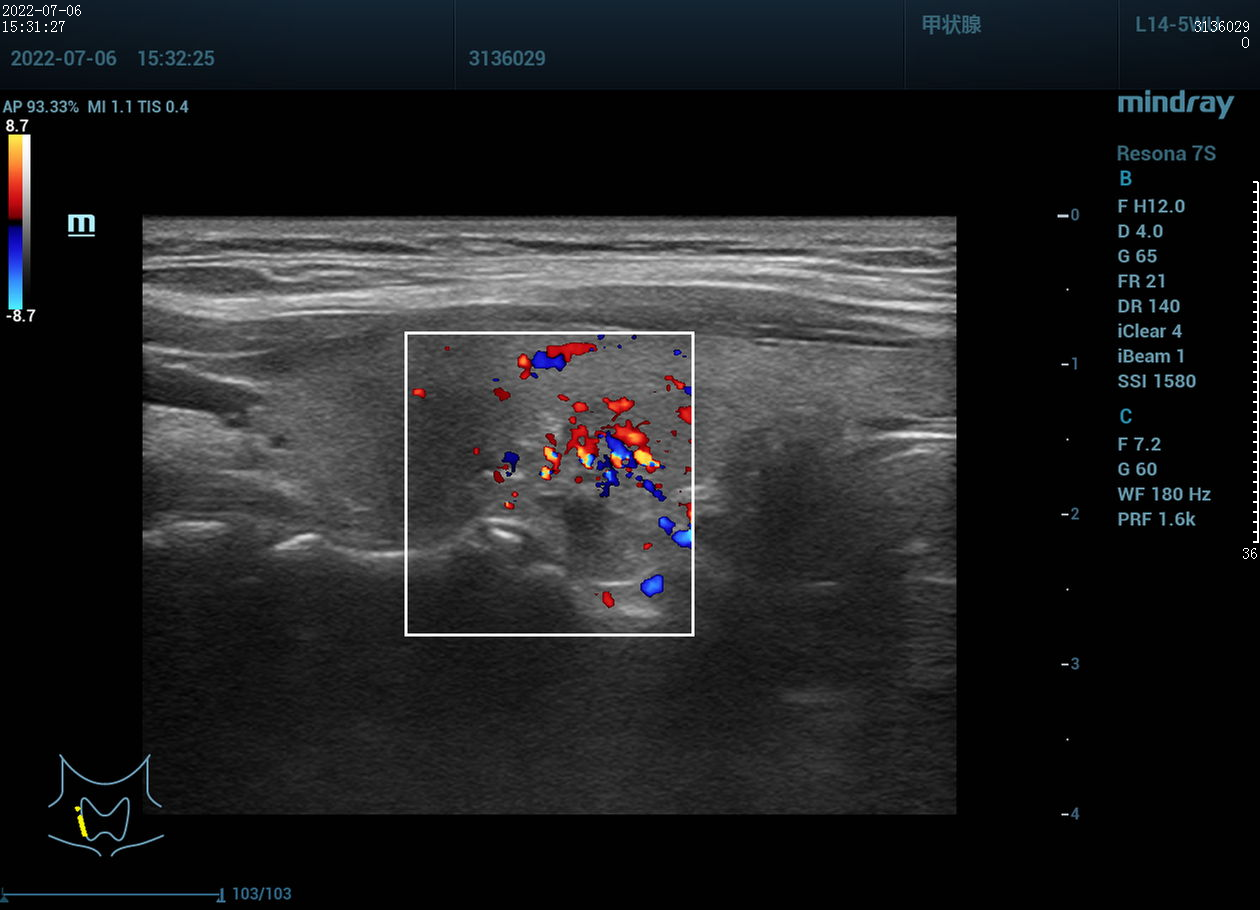 2022-07-06
15:31:27
2022-07-06 15:32:25
3136029
甲状腺
3136029
0
AP 93.33% MI 1.1 TIS 0.4
8.7
-8.7
m
mindray
Resona 7S
B
F H12.0
D 4.0
G 65
FR 21
DR 140
iClear 4
iBeam 1
SSI 1580
C
F 7.2
G 60
WF 180 Hz
PRF 1.6k
0
1
2
3
4
36
103/103